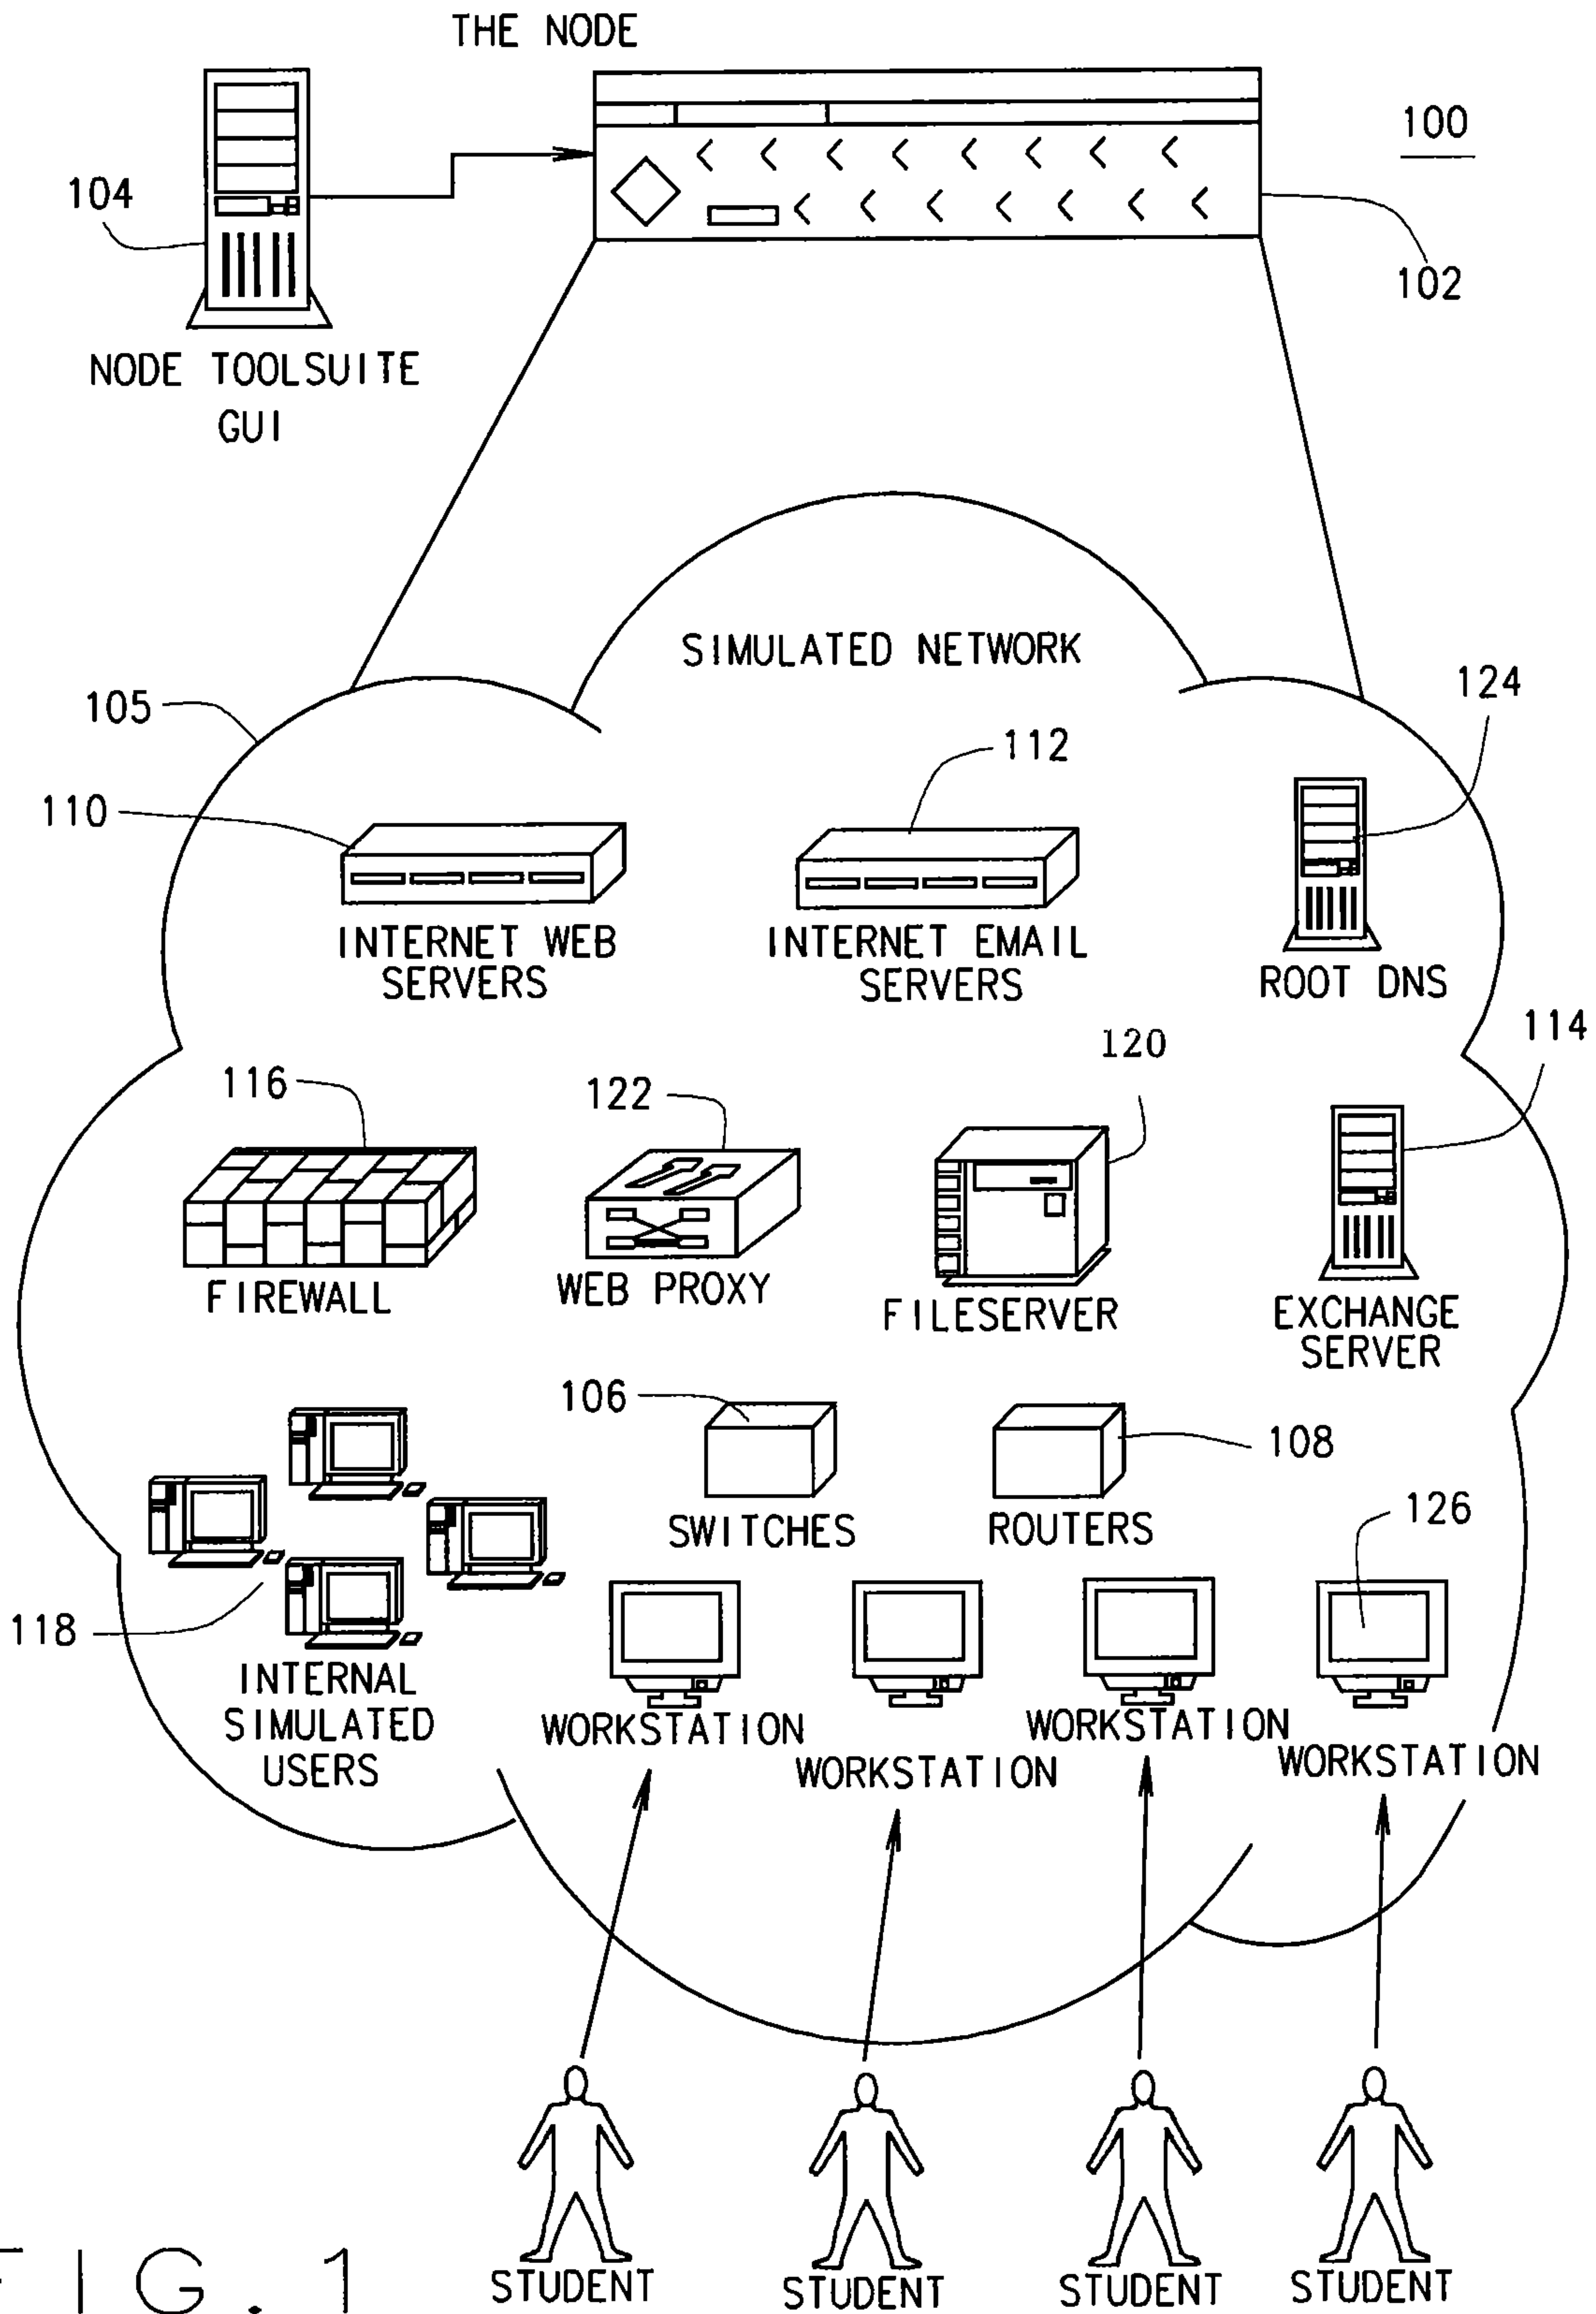 THE NODE
100
104
102
NODE TOOLSUITE
GUI
SIMULATED NETWORK
105
124
112
110
INTERNET WEB
SERVERS
INTERNET EMAIL
SERVERS
ROOT DNS
114
116
122
120
FIREWALL
WEB PROXY
FILESERVER
EXCHANGE
SERVER
106
108
SWITCHES
ROUTERS
126
118
INTERNAL
SIMULATED
USERS
WORKSTATION
WORKSTATION
WORKSTATION
WORKSTATION
STUDENT
STUDENT
STUDENT
STUDENT
FIG. 1